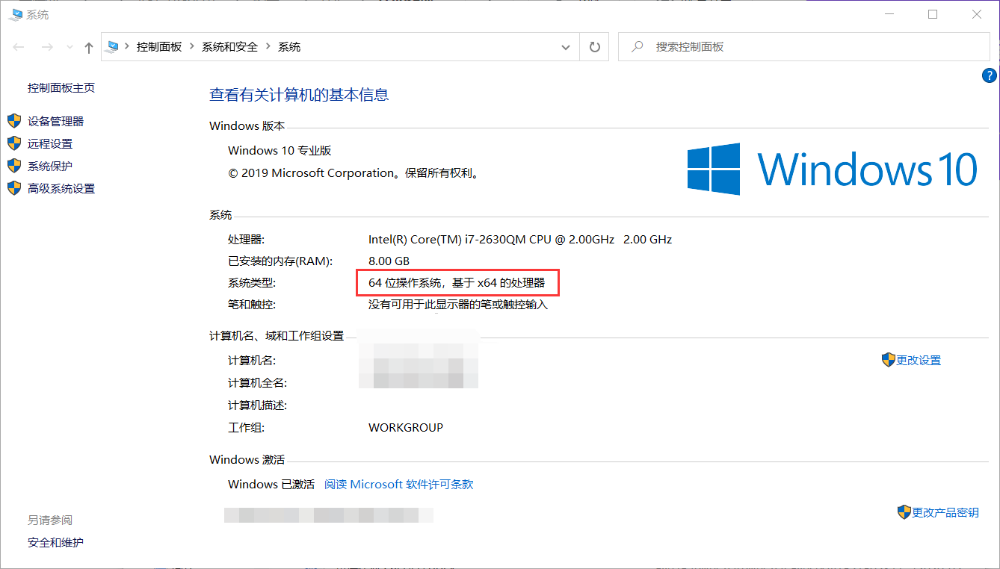 系统
控制面板 系统和安全 系统
搜索控制面板
?
控制面板主页
设备管理器
远程设置
系统保护
高级系统设置
查看有关计算机的基本信息
Windows 版本
Windows 10 专业版
© 2019 Microsoft Corporation。保留所有权利。
Windows 10
系统
处理器: Intel(R) Core(TM) i7-2630QM CPU @ 2.00GHz 2.00 GHz
已安装的内存(RAM): 8.00 GB
系统类型: 64 位操作系统，基于 x64 的处理器
笔和触控: 没有可用于此显示器的笔或触控输入
计算机名、域和工作组设置
计算机名: 更改设置
计算机全名:
计算机描述:
工作组: WORKGROUP
Windows 激活
Windows 已激活 阅读 Microsoft 软件许可条款
更改产品密钥
另请参阅
安全和维护